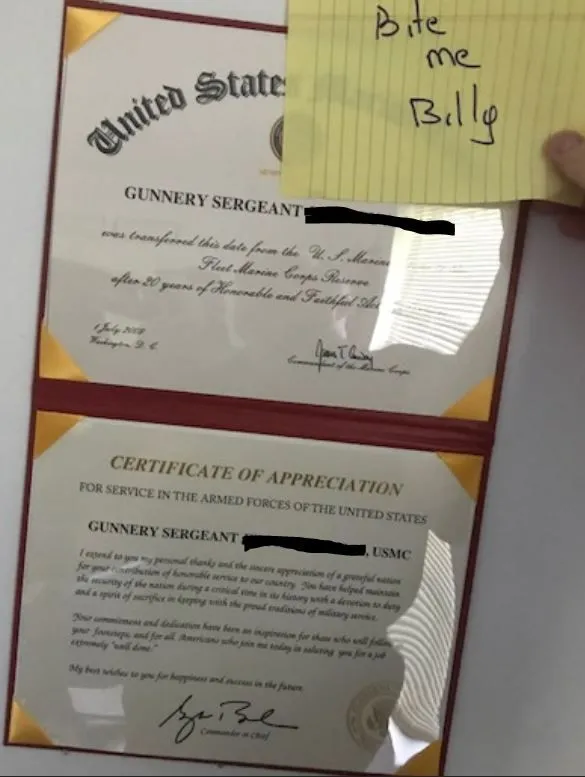 Bite
me
Billy
United States
GUNNERY SERGEANT
was transferred this date from the U. S. Marine
Fleet Marine Corps Reserve
after 20 years of Honorable and Faithful
1 July 2008
Washington, D. C.
Commandant of the Marine Corps
CERTIFICATE OF APPRECIATION
FOR SERVICE IN THE ARMED FORCES OF THE UNITED STATES
GUNNERY SERGEANT , USMC
I extend to you my personal thanks and the sincere appreciation of a grateful nation
for your contribution of honorable service to our country. You have helped maintain
the security of the nation during a critical time in its history with a devotion to duty
and a spirit of sacrifice in keeping with the proud traditions of military service.
Your commitment and dedication have been an inspiration for those who will follow
your footsteps, and for all Americans who join me today in saluting you for a job
extremely "well done."
My best wishes to you for happiness and success in the future.
Commander in Chief